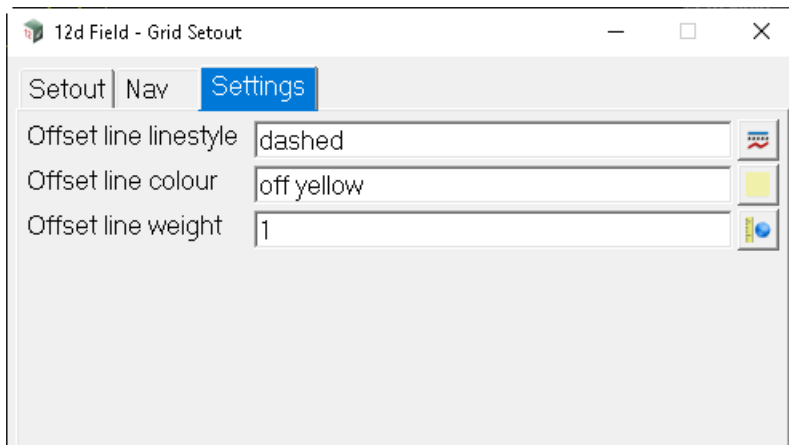 12d Field - Grid Setout
Setout Nav Settings
Offset line linestyle dashed
Offset line colour off yellow
Offset line weight 1